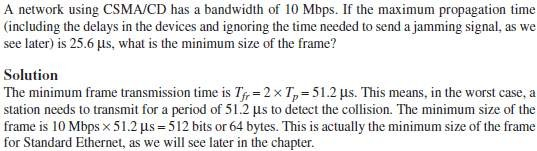 A network using CSMA/CD has a bandwidth of 10 Mbps. If the maximum propagation time
(including the delays in the devices and ignoring the time needed to send a jamming signal, as we
see later) is 25.6 μs, what is the minimum size of the frame?
Solution
The minimum frame transmission time is Tfr = 2 × Tp = 51.2 μs. This means, in the worst case, a
station needs to transmit for a period of 51.2 μs to detect the collision. The minimum size of the
frame is 10 Mbps × 51.2 μs = 512 bits or 64 bytes. This is actually the minimum size of the frame
for Standard Ethernet, as we will see later in the chapter.